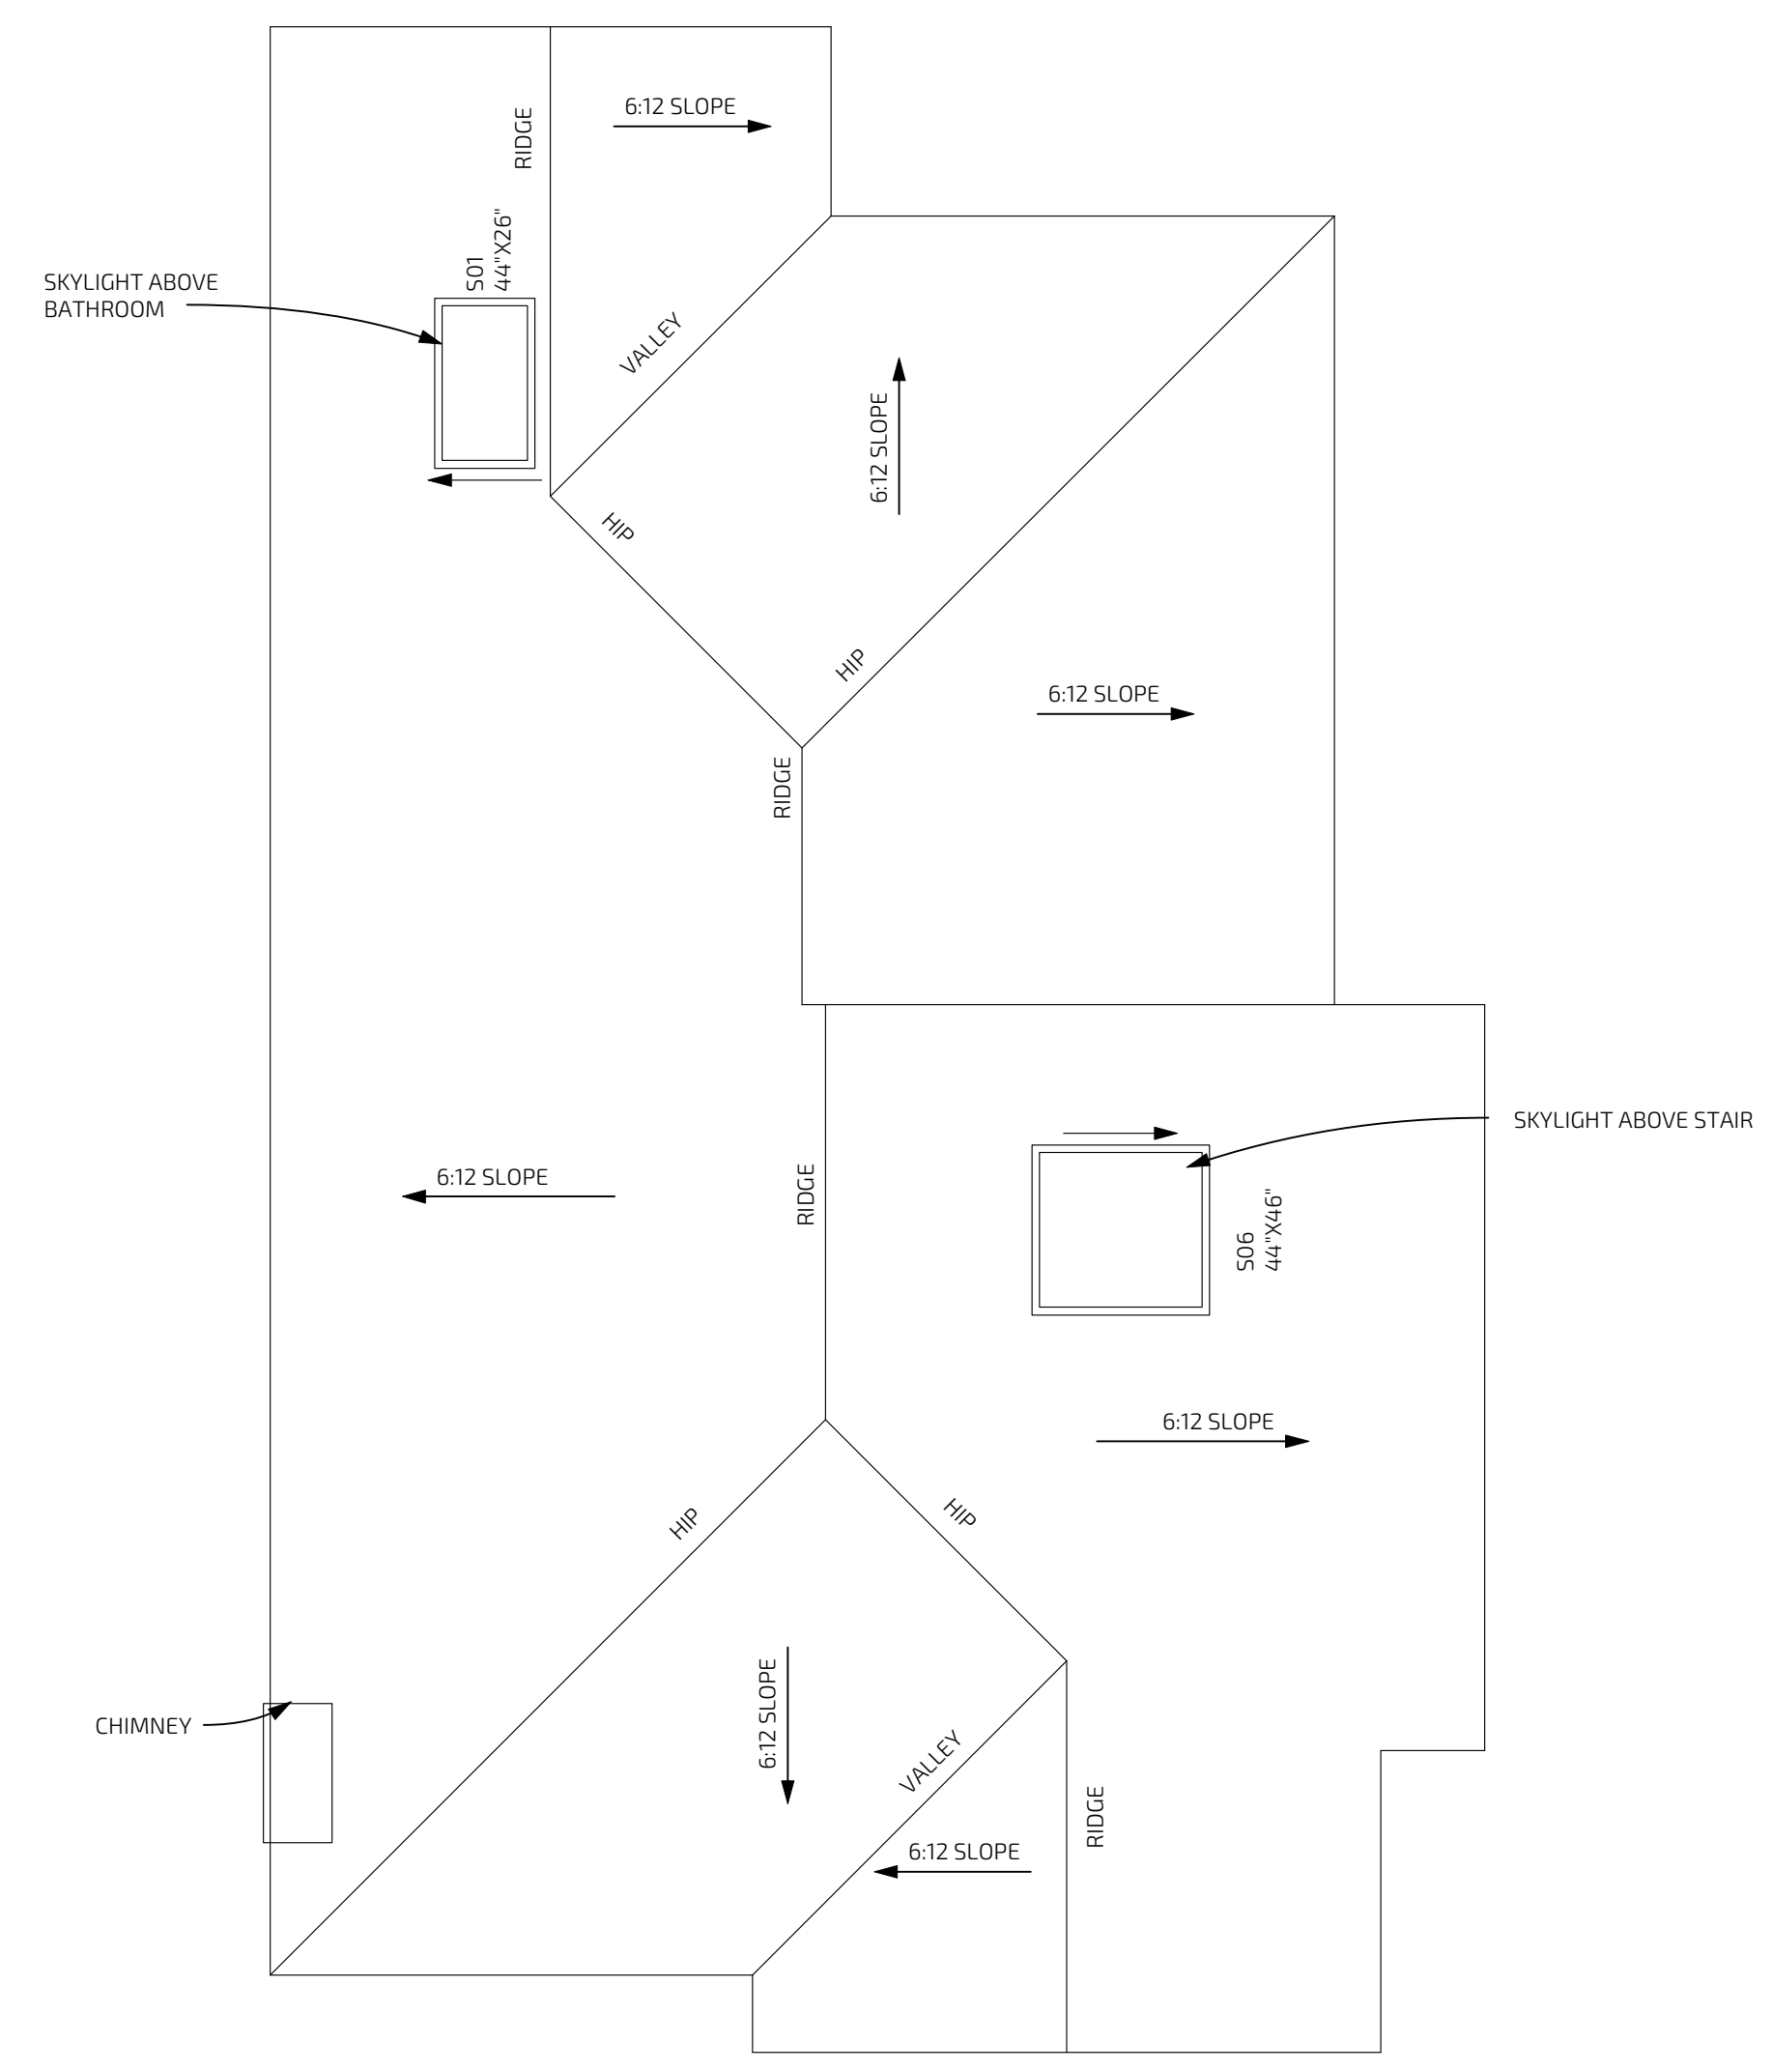 6:12 SLOPE
RIDGE
S01
44"X26"
SKYLIGHT ABOVE
BATHROOM
VALLEY
6:12 SLOPE
HIP
HIP
6:12 SLOPE
RIDGE
SKYLIGHT ABOVE STAIR
6:12 SLOPE
RIDGE
S06
44"X46"
6:12 SLOPE
HIP
HIP
6:12 SLOPE
CHIMNEY
VALLEY
RIDGE
6:12 SLOPE